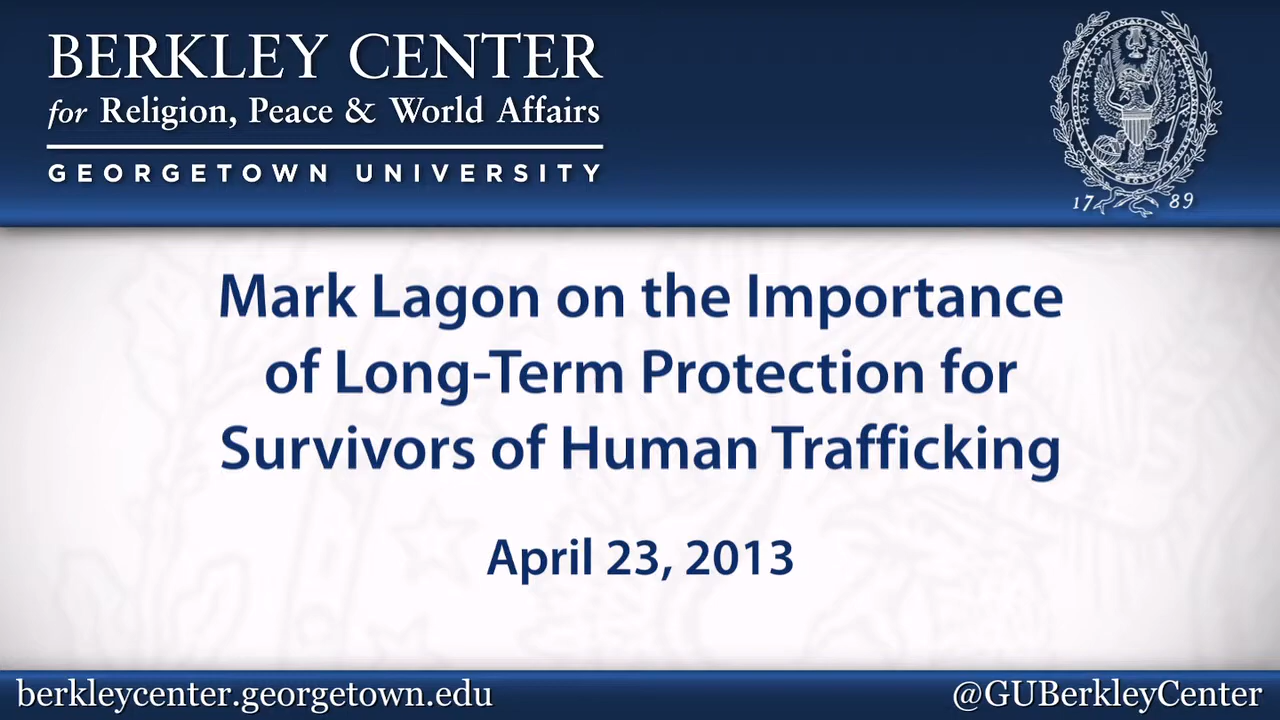 BERKLEY CENTER
for Religion, Peace & World Affairs
GEORGETOWN UNIVERSITY
17 89
Mark Lagon on the Importance
of Long-Term Protection for
Survivors of Human Trafficking
April 23, 2013
berkleycenter.georgetown.edu
@GUBerkleyCenter